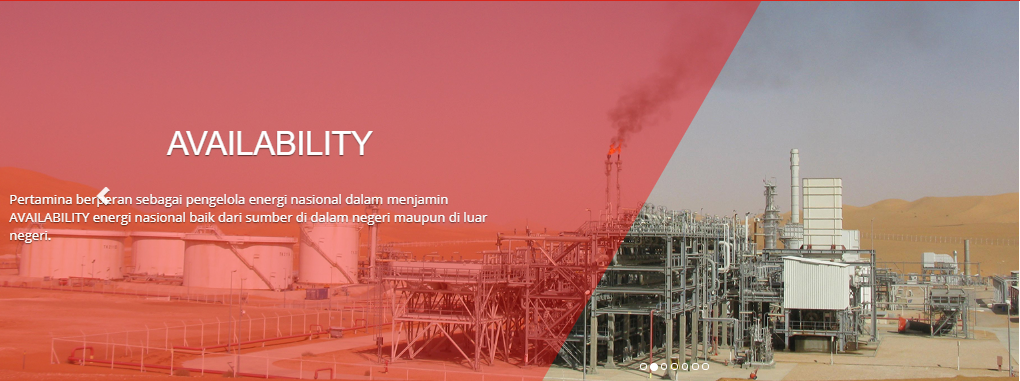 AVAILABILITY
Pertamina berperan sebagai pengelola energi nasional dalam menjamin
AVAILABILITY energi nasional baik dari sumber di dalam negeri maupun di luar
negeri.